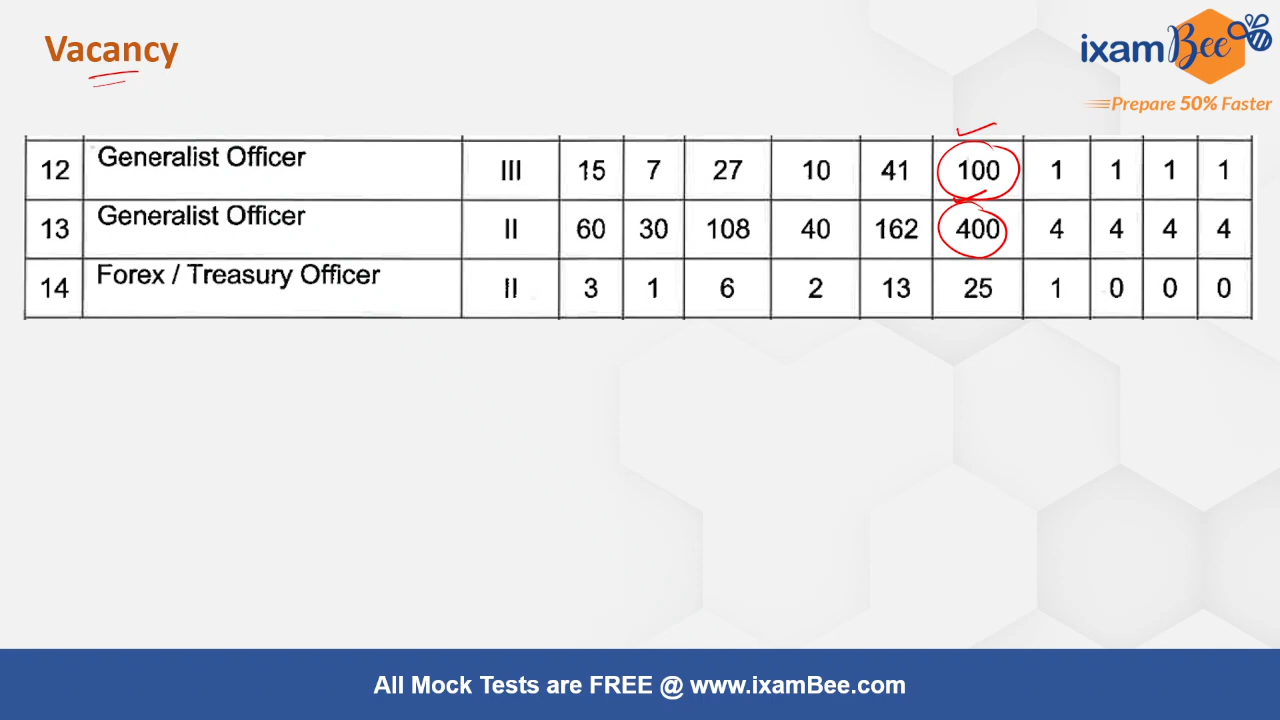 Vacancy
ixamBee
Prepare 50% Faster
12 Generalist Officer III 15 7 27 10 41 100 1 1 1 1
13 Generalist Officer II 60 30 108 40 162 400 4 4 4 4
14 Forex / Treasury Officer II 3 1 6 2 13 25 1 0 0 0
All Mock Tests are FREE @ www.ixamBee.com